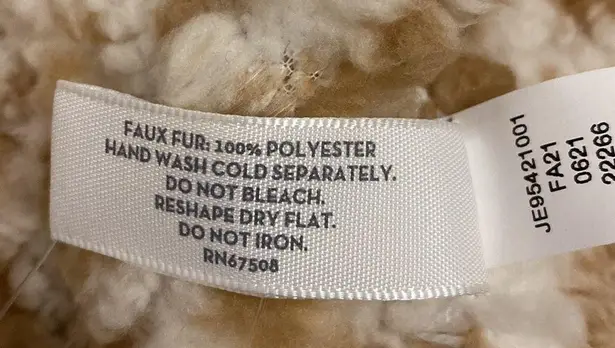 FAUX FUR: 100% POLYESTER
HAND WASH COLD SEPARATELY.
DO NOT BLEACH.
RESHAPE DRY FLAT.
DO NOT IRON.
RN67508
JE95421001
FA21
0621
22266